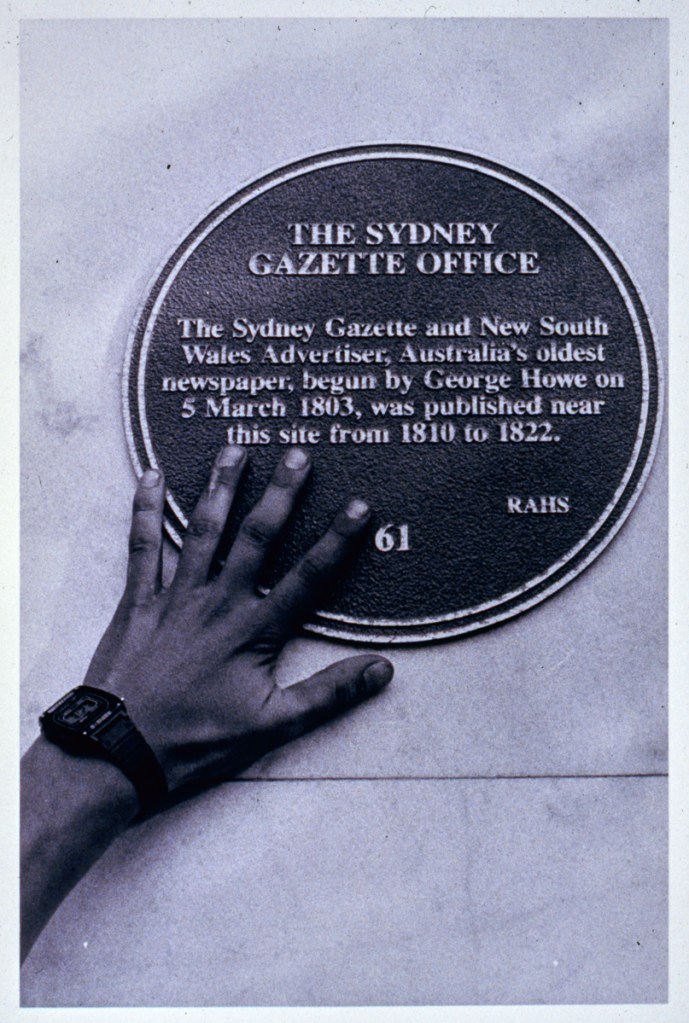 THE SYDNEY
GAZETTE OFFICE
The Sydney Gazette and New South
Wales Advertiser, Australia's oldest
newspaper, begun by George Howe on
5 March 1803, was published near
this site from 1810 to 1822.
RAHS
61